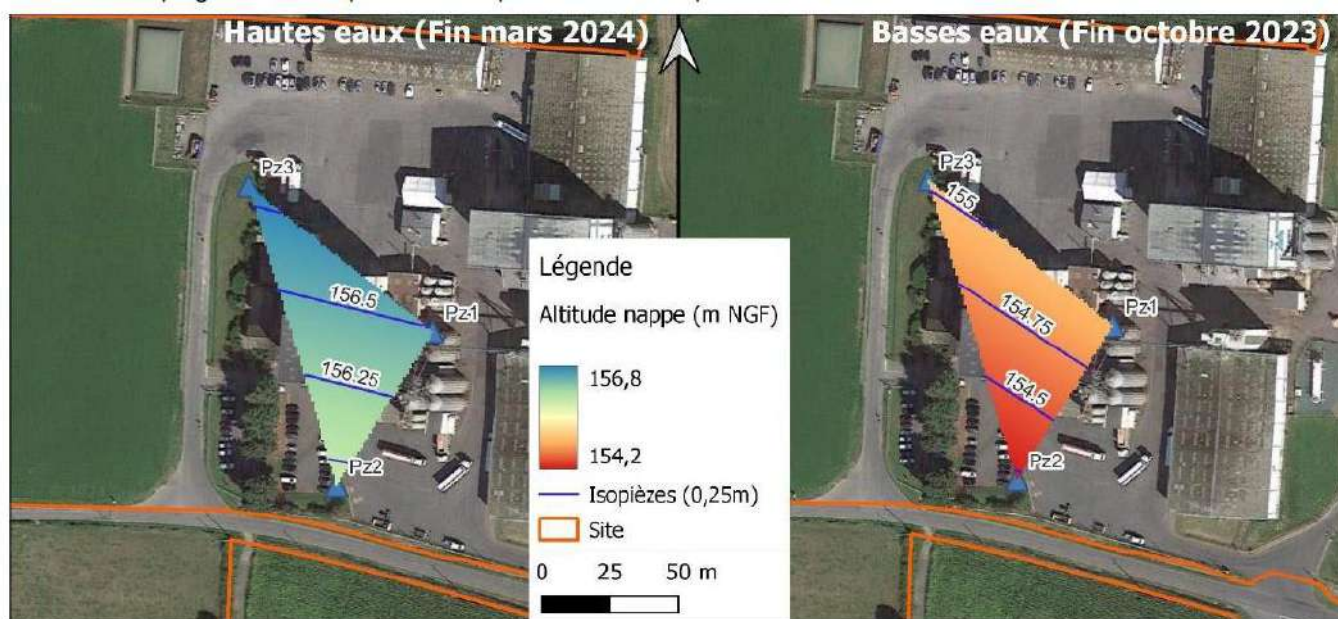 Hautes eaux (Fin mars 2024)
Basses eaux (Fin octobre 2023)
Pz3
156.5
Pz1
156.25
Pz2
Pz3
155
154.75
Pz1
154.5
Pz2
Légende
Altitude nappe (m NGF)
156,8
154,2
Isopièzes (0,25m)
Site
0 25 50 m